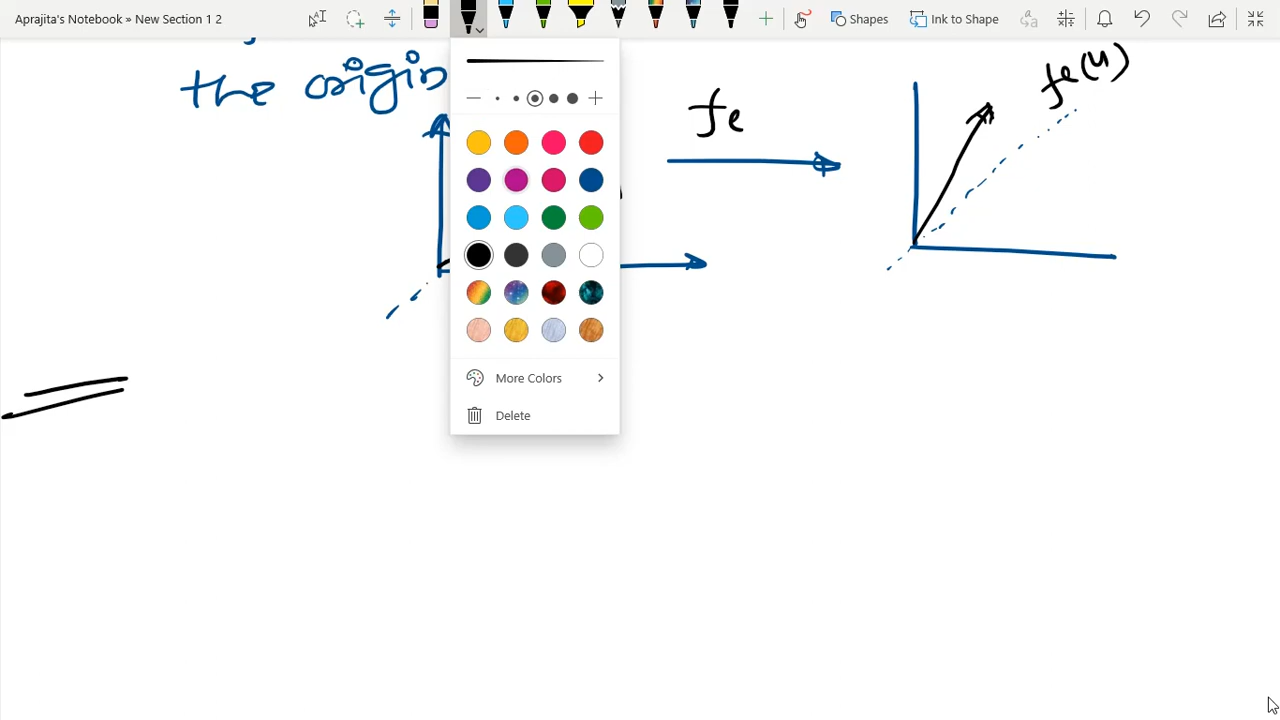 Aprajita's Notebook » New Section 1 2
Shapes
Ink to Shape
the origin
fe
fe(u)
More Colors
Delete